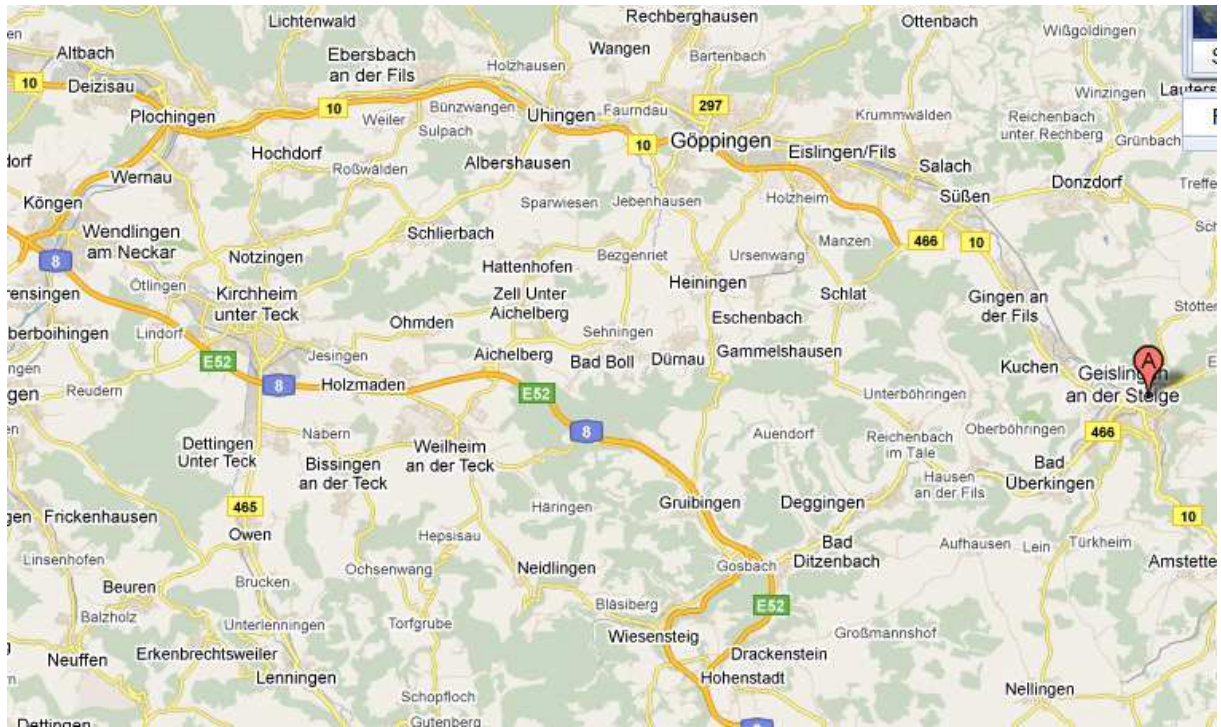 Lichtenwald
Rechberghausen
Ottenbach
Wißgoldingen
Altbach
Ebersbach
an der Fils
Wangen
Bartenbach
Holzhausen
10
Deizisau
10
Bünzwangen
Uhingen
Faurndau
297
Winzingen
Plochingen
Weiler
Sulpach
Krummwälden
Reichenbach
unter Rechberg
Grünbach
10
Göppingen
Eislingen/Fils
Salach
Hochdorf
Roßwälden
Albershausen
Donzdorf
Wernau
Köngen
Sparwiesen
Jebenhausen
Holzheim
Süßen
Wendlingen
am Neckar
Schlierbach
Manzen
466
10
8
Notzingen
Bezgenriet
Ursenwang
Hattenhofen
Ötlingen
Kirchheim
unter Teck
Zell Unter
Aichelberg
Heiningen
Schlat
Gingen an
der Fils
Ohmden
Eschenbach
Lindorf
Sehningen
E52
Jesingen
Aichelberg
Bad Boll
Dürnau
Gammelshausen
Kuchen
A
Geislingen
an der Steige
Reudern
8
Holzmaden
E52
Unterböhringen
8
Nabern
Auendorf
Oberböhringen
466
Dettingen
Unter Teck
Weilheim
an der Teck
Reichenbach
im Täle
Bissingen
an der Teck
Bad
Überkingen
Hausen
an der Fils
465
Häringen
Gruibingen
Deggingen
10
Frickenhausen
Owen
Hepsisau
Bad
Ditzenbach
Aufhausen
Lein
Türkheim
Linsenhofen
Ochsenwang
Neidlingen
Gosbach
Beuren
Brucken
Balzholz
Bläsiberg
E52
Unterlenningen
Torfgrube
Wiesensteig
Großmannshof
Neuffen
Erkenbrechtsweiler
Drackenstein
Lenningen
Hohenstadt
Nellingen
Schopfloch
Gutenberg
Dettingen